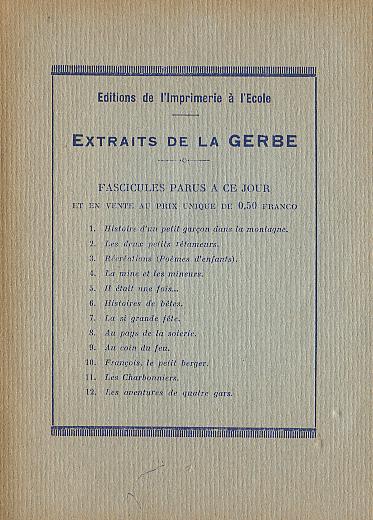 Editions de l'Imprimerie à l'Ecole
EXTRAITS DE LA GERBE
FASCICULES PARUS A CE JOUR
ET EN VENTE AU PRIX UNIQUE DE 0,50 FRANCO
1. Histoire d'un petit garçon dans la montagne.
2. Les deux petits rétameurs.
3. Récréations (Poèmes d'enfants).
4. La mine et les mineurs.
5. Il était une fois...
6. Histoires de bêtes.
7. La si grande fête.
8. Au pays de la soierie.
9. Au coin du feu.
10. François, le petit berger.
11. Les Charbonniers.
12. Les aventures de quatre gars.